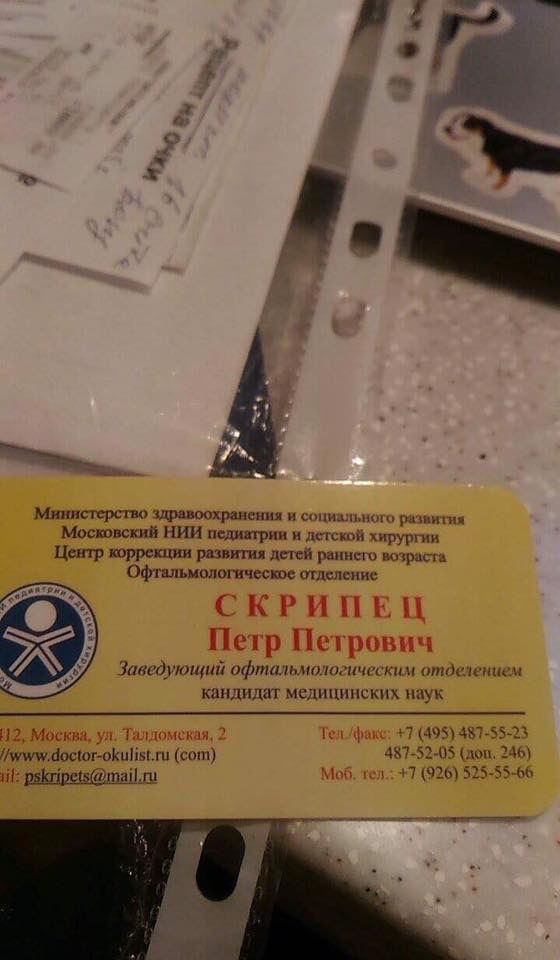 Рецепт на очки
Министерство здравоохранения и социального развития
Московский НИИ педиатрии и детской хирургии
Центр коррекции развития детей раннего возраста
Офтальмологическое отделение
СКРИПЕЦ
Петр Петрович
Заведующий офтальмологическим отделением
кандидат медицинских наук
педиатрии и детской хирургии
412, Москва, ул. Талдомская, 2
//www.doctor-okulist.ru (com)
ail: pskripets@mail.ru
Тел./факс: +7 (495) 487-55-23
487-52-05 (доп. 246)
Моб. тел.: +7 (926) 525-55-66